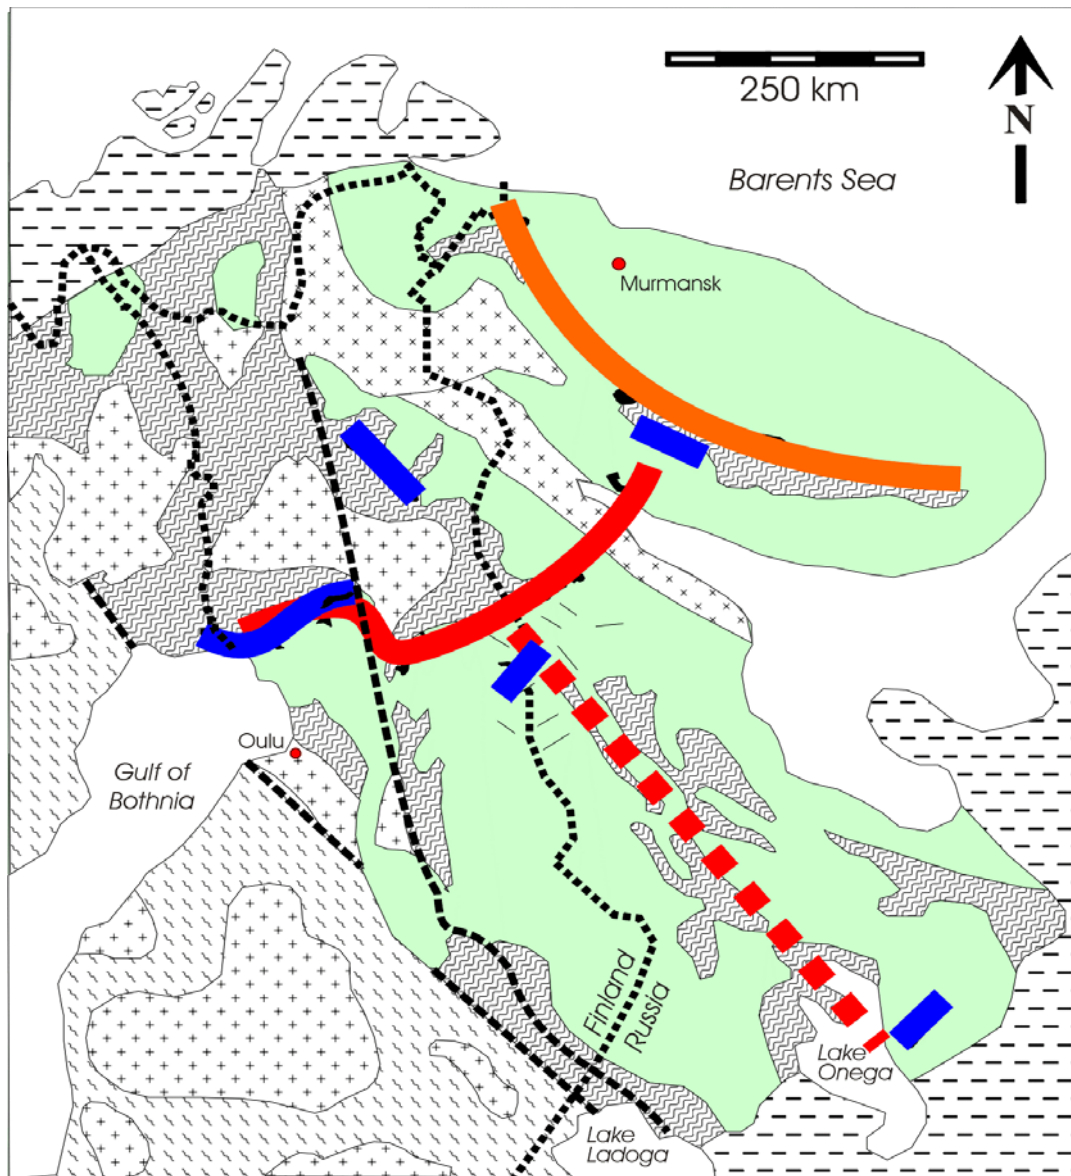 250 km
N
Barents Sea
Murmansk
Oulu
Gulf of
Bothnia
Finland
Russia
Lake
Onega
Lake
Ladoga